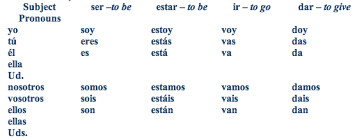 Subject ser –to be estar – to be ir – to go dar – to give
Pronouns
yo soy estoy voy doy
tú eres estás vas das
él es está va da
ella
Ud.
nosotros somos estamos vamos damos
vosotros sois estáis vais dais
ellos son están van dan
ellas
Uds.